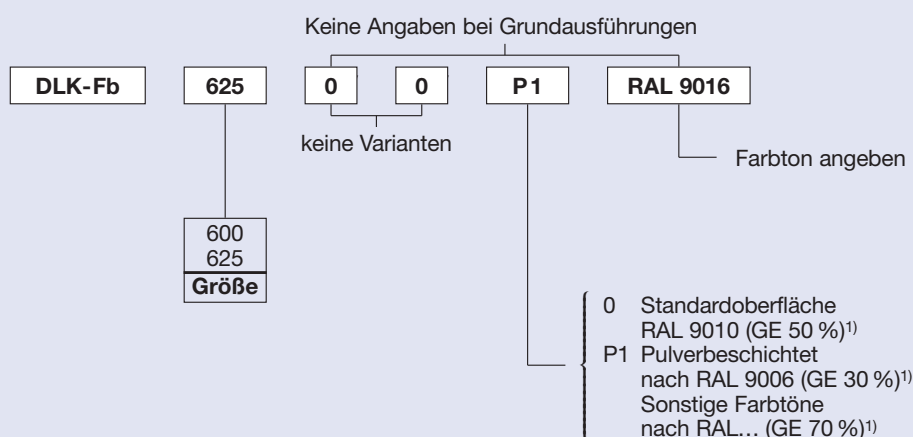 Keine Angaben bei Grundausführungen
DLK-Fb 625 0 0 P1 RAL 9016
keine Varianten
Farbton angeben
600
625
Größe
0 Standardoberfläche
RAL 9010 (GE 50 %)¹⁾
P1 Pulverbeschichtet
nach RAL 9006 (GE 30 %)¹⁾
Sonstige Farbtöne
nach RAL... (GE 70 %)¹⁾